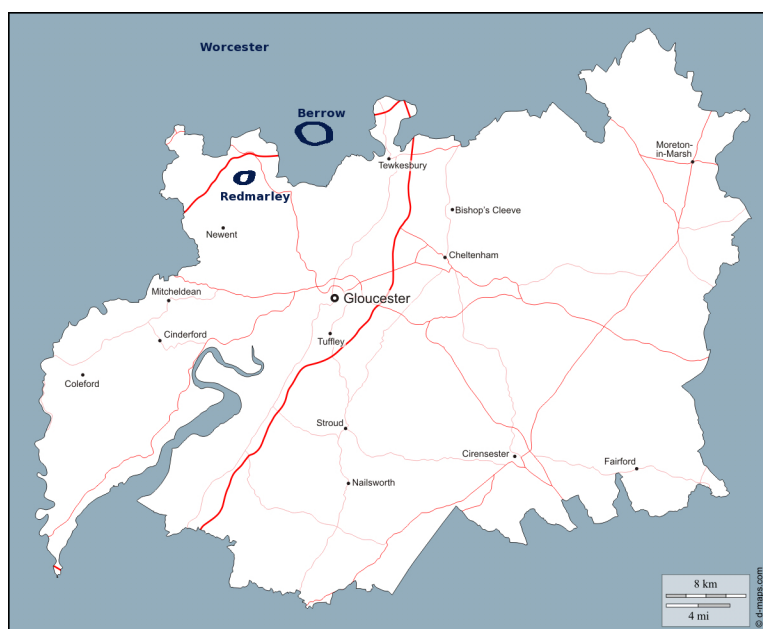 Worcester
Berrow
Moreton-
in-Marsh
Tewkesbury
Redmarley
Bishop's Cleeve
Newent
Cheltenham
Mitcheldean
Gloucester
Cinderford
Tuffley
Coleford
Stroud
Cirensester
Fairford
Nailsworth
8 km
4 mi
© d-maps.com